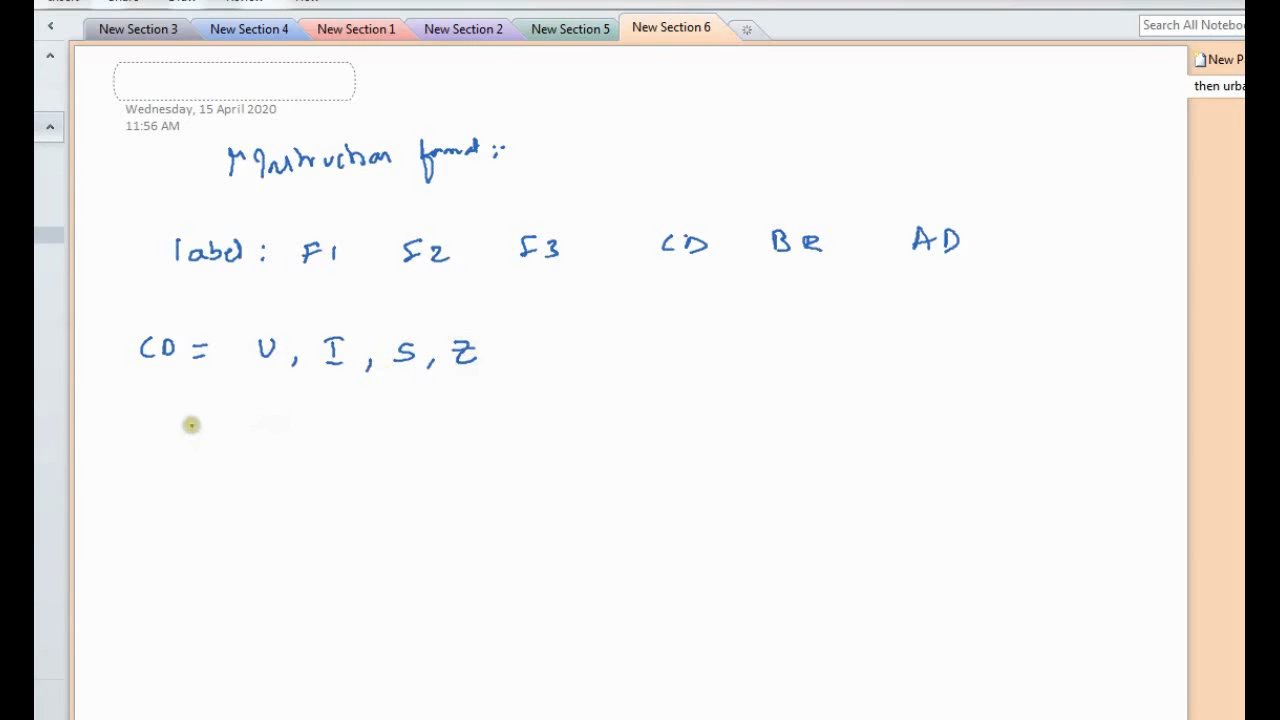 New Section 3 New Section 4 New Section 1 New Section 2 New Section 5 New Section 6 Search All Notebo
New P
then urba
Wednesday, 15 April 2020
11:56 AM
μInstruction format :-
label : F1 F2 F3 CD BR AD
CD = U, I, S, Z